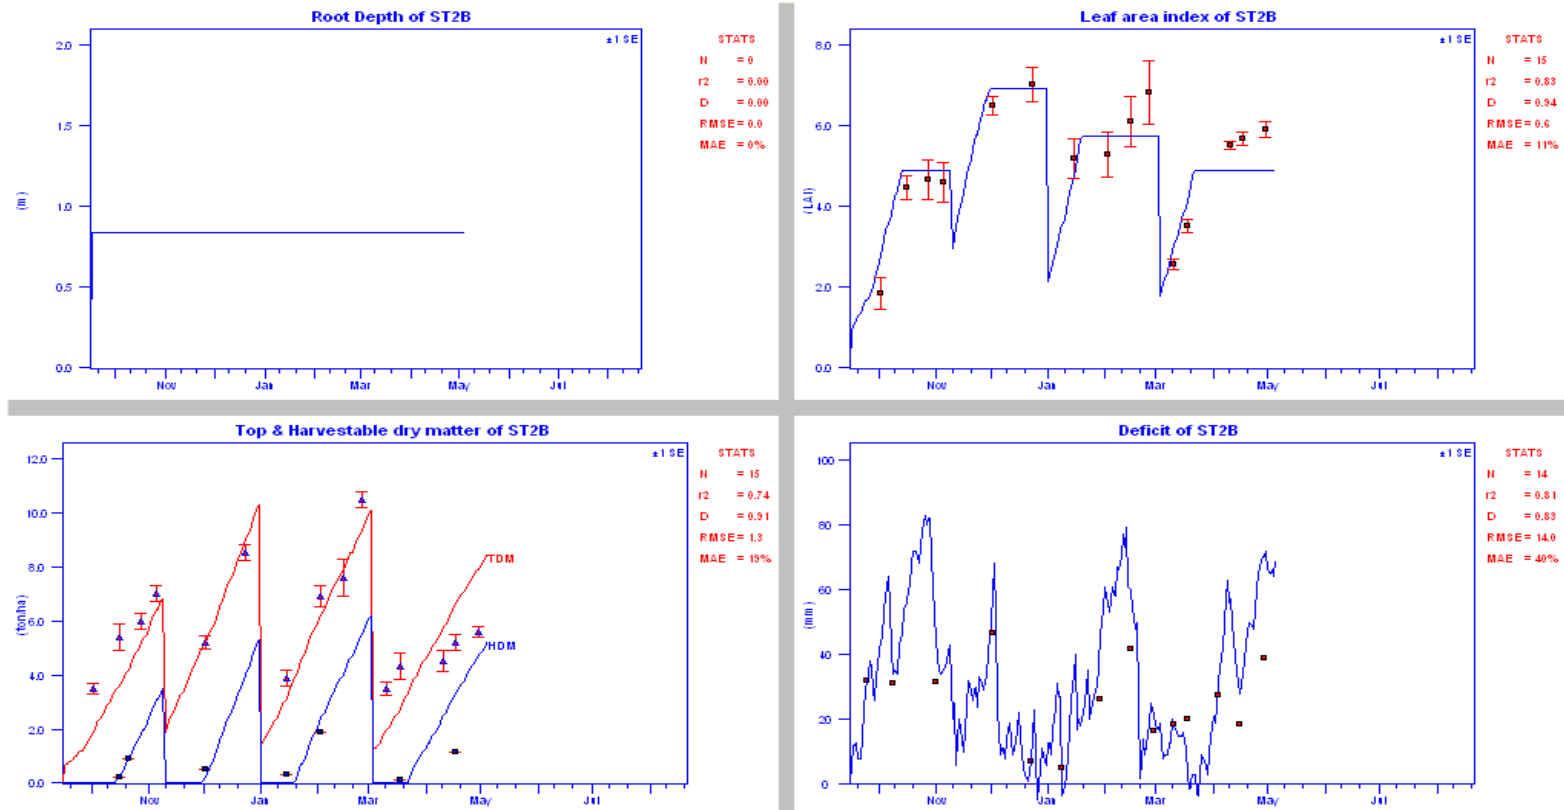 Root Depth of ST2B
±1 SE
STATS
N = 0
r2 = 0.00
D = 0.00
RMSE = 0.0
MAE = 0%
2.0
1.5
1.0
0.5
0.0
(m)
Nov Jan Mar May Jul
Leaf area index of ST2B
±1 SE
STATS
N = 15
r2 = 0.83
D = 0.94
RMSE = 0.6
MAE = 11%
8.0
6.0
4.0
2.0
0.0
(LAI)
Nov Jan Mar May Jul
Top & Harvestable dry matter of ST2B
±1 SE
STATS
N = 15
r2 = 0.74
D = 0.91
RMSE = 1.3
MAE = 19%
12.0
10.0
8.0
6.0
4.0
2.0
0.0
(ton/ha)
TDM
HDM
Nov Jan Mar May Jul
Deficit of ST2B
±1 SE
STATS
N = 14
r2 = 0.81
D = 0.83
RMSE = 14.0
MAE = 40%
100
80
60
40
20
0
(mm)
Nov Jan Mar May Jul